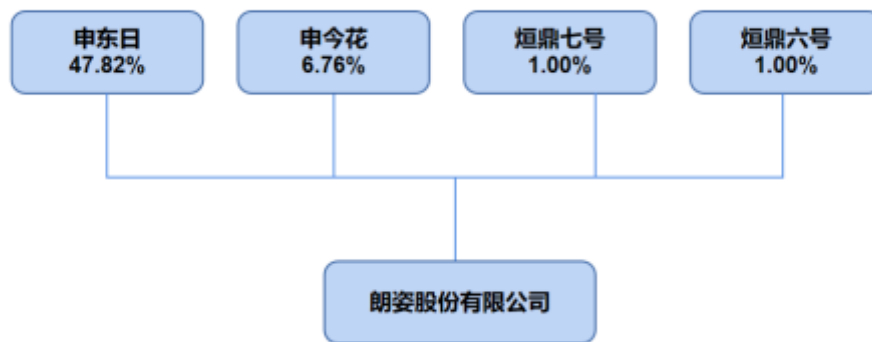 申东日
47.82%
申今花
6.76%
烜鼎七号
1.00%
烜鼎六号
1.00%
朗姿股份有限公司